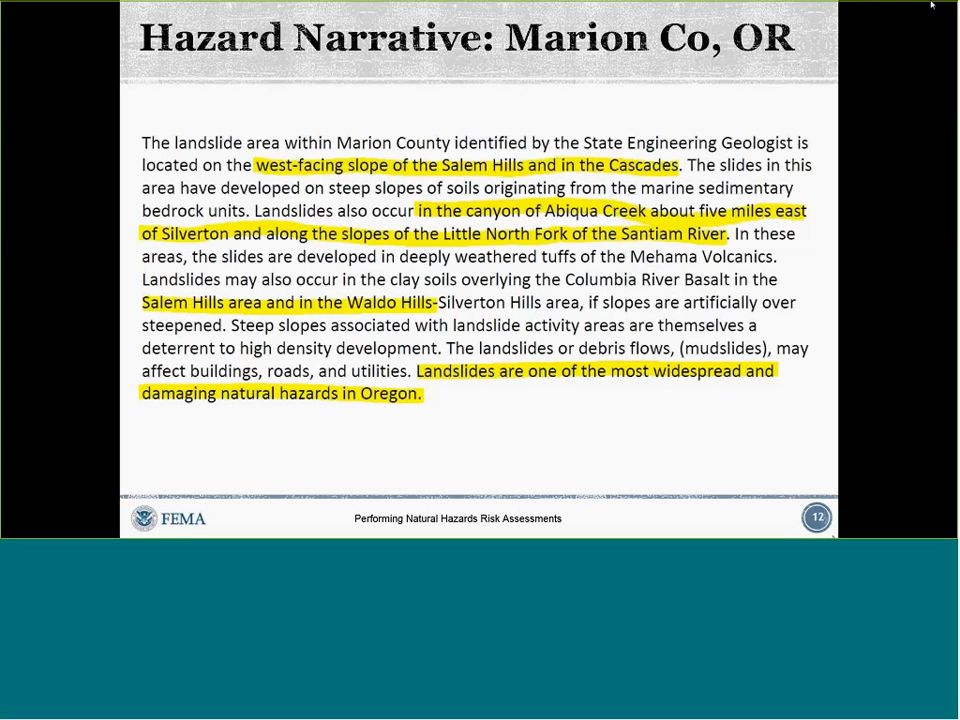 Hazard Narrative: Marion Co, OR
The landslide area within Marion County identified by the State Engineering Geologist is
located on the west-facing slope of the Salem Hills and in the Cascades. The slides in this
area have developed on steep slopes of soils originating from the marine sedimentary
bedrock units. Landslides also occur in the canyon of Abiqua Creek about five miles east
of Silverton and along the slopes of the Little North Fork of the Santiam River. In these
areas, the slides are developed in deeply weathered tuffs of the Mehama Volcanics.
Landslides may also occur in the clay soils overlying the Columbia River Basalt in the
Salem Hills area and in the Waldo Hills-Silverton Hills area, if slopes are artificially over
steepened. Steep slopes associated with landslide activity areas are themselves a
deterrent to high density development. The landslides or debris flows, (mudslides), may
affect buildings, roads, and utilities. Landslides are one of the most widespread and
damaging natural hazards in Oregon.
FEMA
Performing Natural Hazards Risk Assessments
12